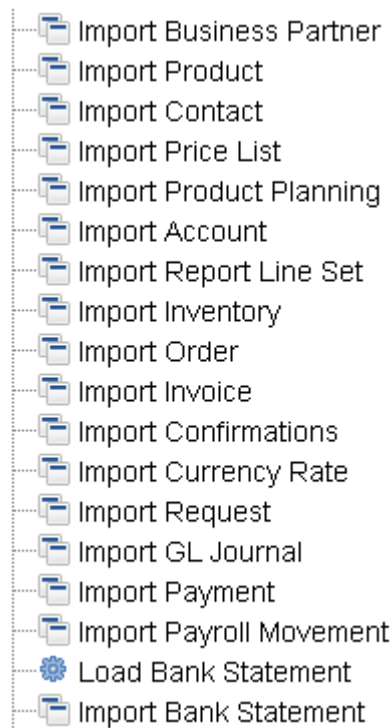 Import Business Partner
Import Product
Import Contact
Import Price List
Import Product Planning
Import Account
Import Report Line Set
Import Inventory
Import Order
Import Invoice
Import Confirmations
Import Currency Rate
Import Request
Import GL Journal
Import Payment
Import Payroll Movement
Load Bank Statement
Import Bank Statement